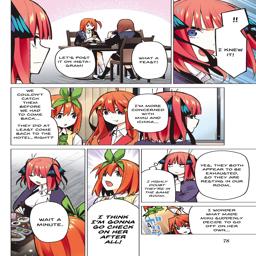 WHAT A
FEAST!
LET'S POST
IT ON INS-
TAGRAM!
!!
I KNEW
IT!
I'M MORE
CONCERNED
WITH
MIKU AND
ICHIKA...
WE
COULDN'T
CATCH
THEM
BEFORE
WE HAD
TO COME
BACK...
THEY DID AT
LEAST COME
BACK TO THE
HOTEL, RIGHT?
YES, THEY BOTH
APPEAR TO BE
EXHAUSTED,
SO THEY ARE
RESTING IN
OUR ROOM.
I HIGHLY
DOUBT
THEY'RE IN
THE SAME
ROOM...
I THINK
I'M GONNA
GO CHECK
ON HER
AFTER
ALL!
WAIT A
MINUTE.
I WONDER
WHAT MADE
MIKU SUDDENLY
DECIDE TO GO
OFF ON HER
OWN...
78